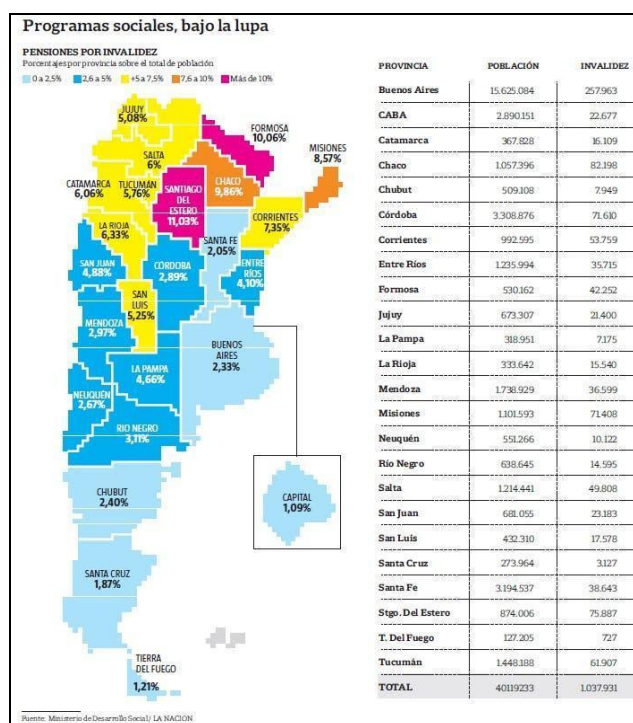 Programas sociales, bajo la lupa
PENSIONES POR INVALIDEZ
Porcentajes por provincia sobre el total de población
0 a 2,5% 2,6 a 5% +5 a 7,5% 7,6 a 10% Más de 10%
JUJUY
5,08%
FORMOSA
10,06%
MISIONES
8,57%
SALTA
6%
CHACO
9,86%
CATAMARCA
6,06%
TUCUMÁN
5,76%
SANTIAGO
DEL
ESTERO
11,03%
CORRIENTES
7,35%
LA RIOJA
6,33%
SANTA FE
2,05%
SAN JUAN
4,88%
CÓRDOBA
2,89%
ENTRE
RÍOS
4,10%
SAN
LUIS
5,25%
MENDOZA
2,97%
BUENOS
AIRES
2,33%
LA PAMPA
4,66%
NEUQUÉN
2,67%
RIO NEGRO
3,11%
CHUBUT
2,40%
CAPITAL
1,09%
SANTA CRUZ
1,87%
TIERRA
DEL FUEGO
1,21%
PROVINCIA POBLACIÓN INVALIDEZ
Buenos Aires 15.625.084 257.963
CABA 2.890.151 22.677
Catamarca 367.828 16.109
Chaco 1.057.396 82.198
Chubut 509.108 7.949
Córdoba 3.308.876 71.610
Corrientes 992.595 53.759
Entre Ríos 1.235.994 35.715
Formosa 530.162 42.252
Jujuy 673.307 21.400
La Pampa 318.951 7.175
La Rioja 333.642 15.540
Mendoza 1.738.929 36.599
Misiones 1.101.593 71.408
Neuquén 551.266 10.122
Río Negro 638.645 14.595
Salta 1.214.441 49.808
San Juan 681.055 23.183
San Luis 432.310 17.578
Santa Cruz 273.964 3.127
Santa Fe 3.194.537 38.643
Stgo. Del Estero 874.006 75.887
T. Del Fuego 127.205 727
Tucumán 1.448.188 61.907
TOTAL 40119233 1.037.931
Fuente: Ministerio de Desarrollo Social / LA NACION